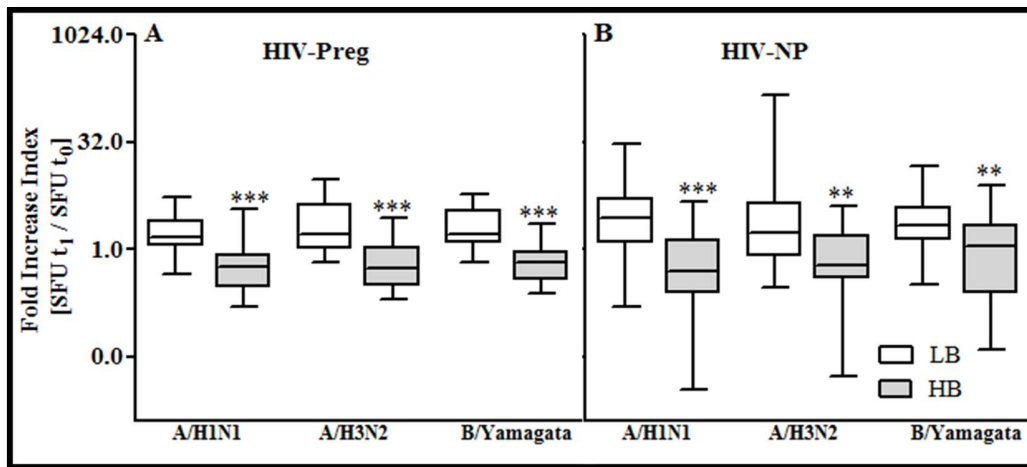 A
HIV-Preg
B
HIV-NP
1024.0
32.0
1.0
0.0
Fold Increase Index
[SFU t1 / SFU t0]
*** *** ***
*** ** **
LB
HB
A/H1N1 A/H3N2 B/Yamagata
A/H1N1 A/H3N2 B/Yamagata